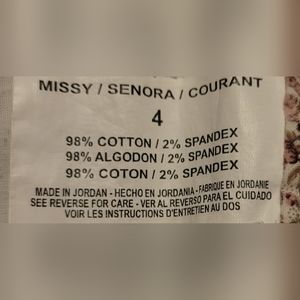 MISSY / SENORA / COURANT
4
98% COTTON / 2% SPANDEX
98% ALGODON / 2% SPANDEX
98% COTON / 2% SPANDEX
MADE IN JORDAN - HECHO EN JORDANIA - FABRIQUE EN JORDANIE
SEE REVERSE FOR CARE - VER AL REVERSO PARA EL CUIDADO
VOIR LES INSTRUCTIONS D'ENTRETIEN AU DOS